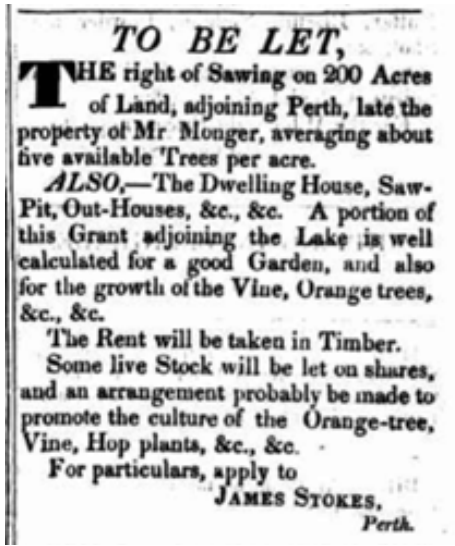 TO BE LET,
THE right of Sawing on 200 Acres
of Land, adjoining Perth, late the
property of Mr Monger, averaging about
five available Trees per acre.
ALSO,—The Dwelling House, Saw-
Pit, Out-Houses, &c., &c. A portion of
this Grant adjoining the Lake is well
calculated for a good Garden, and also
for the growth of the Vine, Orange trees,
&c., &c.
The Rent will be taken in Timber.
Some live Stock will be let on shares,
and an arrangement probably be made to
promote the culture of the Orange-tree,
Vine, Hop plants, &c., &c.
For particulars, apply to
JAMES STOKES,
Perth.